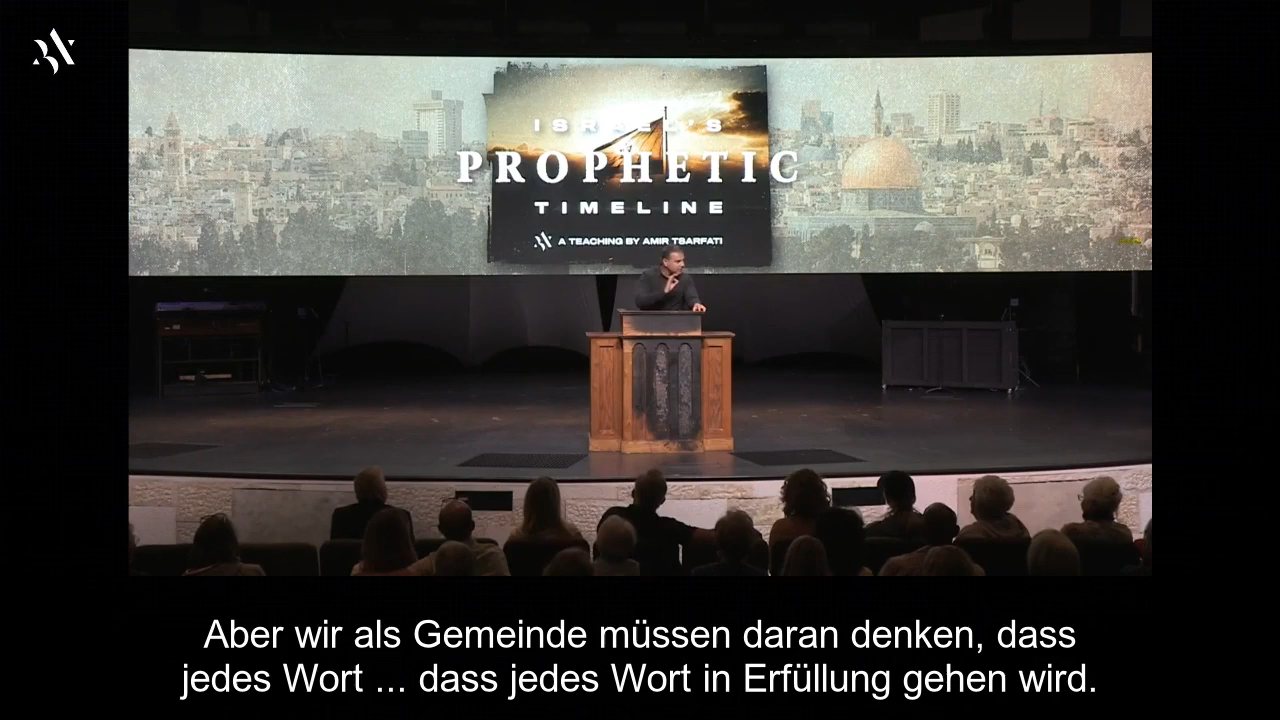 ISRAEL'S
PROPHETIC
TIMELINE
A TEACHING BY AMIR TSARFATI
Aber wir als Gemeinde müssen daran denken, dass
jedes Wort ... dass jedes Wort in Erfüllung gehen wird.